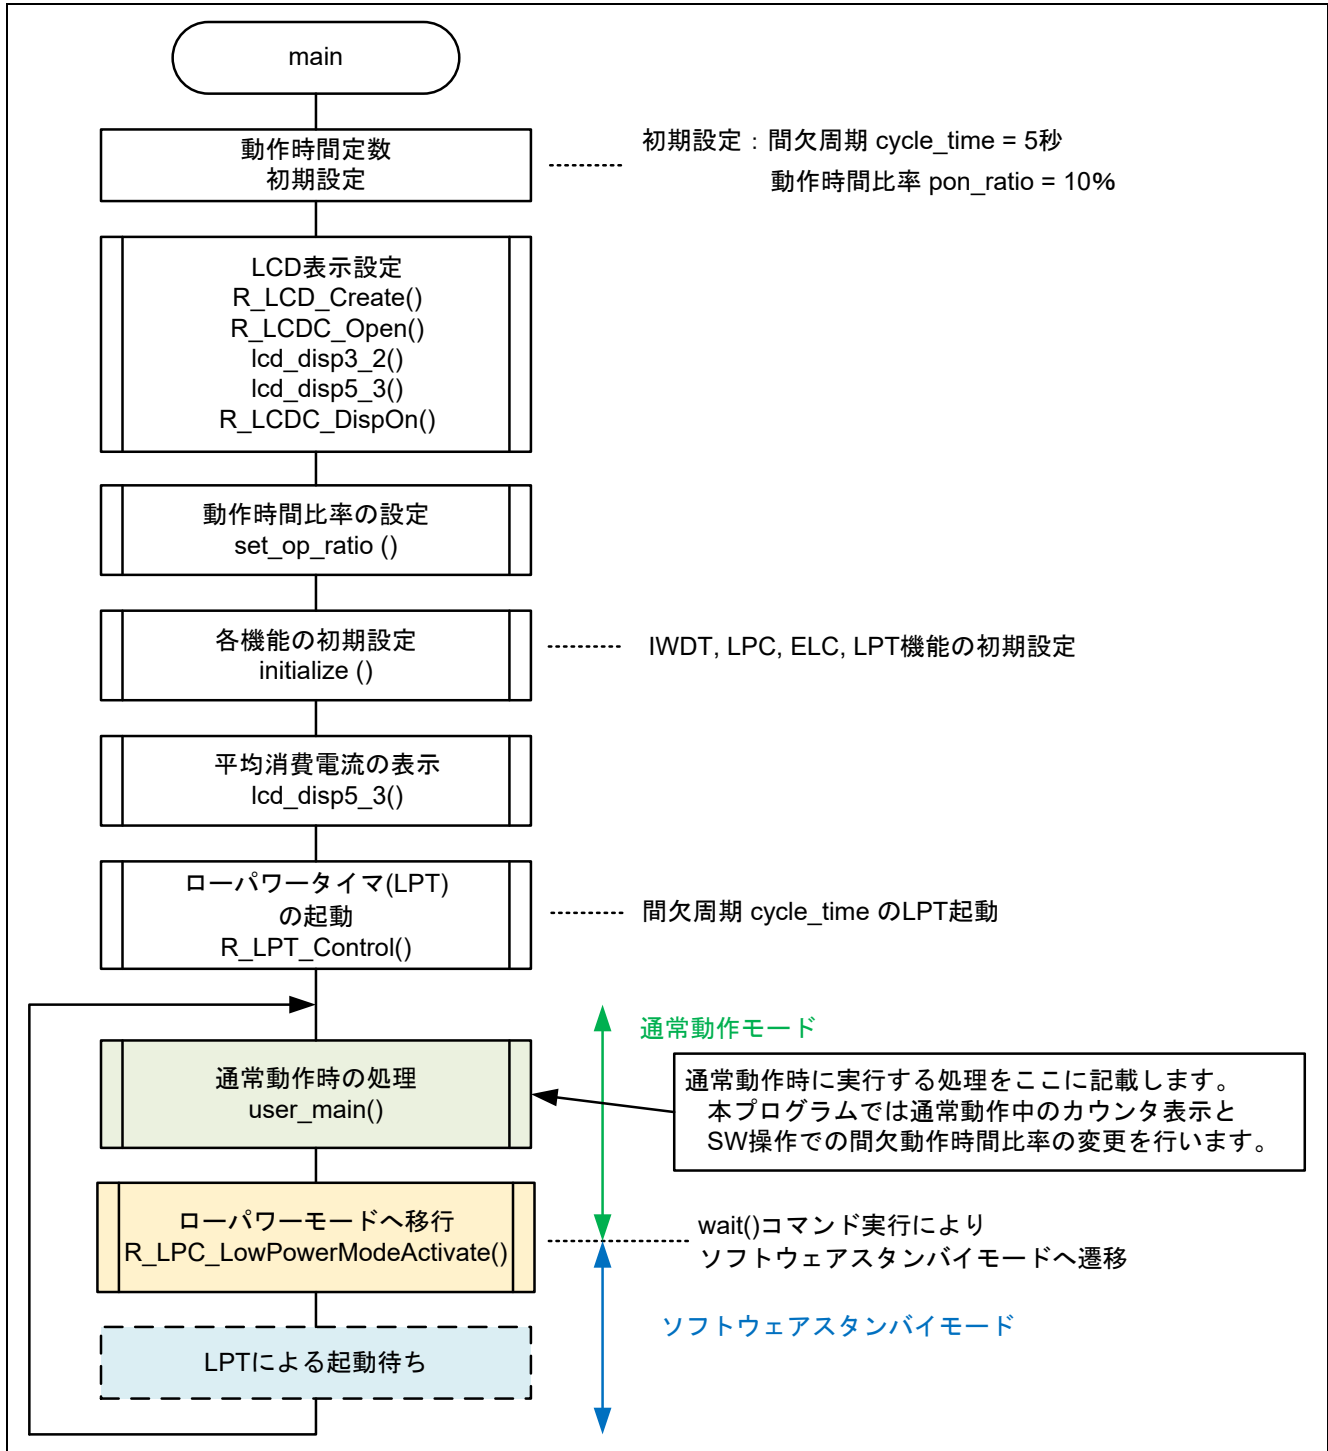 main
動作時間定数
初期設定
初期設定：間欠周期 cycle_time = 5秒
動作時間比率 pon_ratio = 10%
LCD表示設定
R_LCD_Create()
R_LCDC_Open()
lcd_disp3_2()
lcd_disp5_3()
R_LCDC_DispOn()
動作時間比率の設定
set_op_ratio ()
各機能の初期設定
initialize ()
IWDT, LPC, ELC, LPT機能の初期設定
平均消費電流の表示
lcd_disp5_3()
ローパワータイマ(LPT)
の起動
R_LPT_Control()
間欠周期 cycle_time のLPT起動
通常動作モード
通常動作時の処理
user_main()
通常動作時に実行する処理をここに記載します。
本プログラムでは通常動作中のカウンタ表示と
SW操作での間欠動作時間比率の変更を行います。
ローパワーモードへ移行
R_LPC_LowPowerModeActivate()
wait()コマンド実行により
ソフトウェアスタンバイモードへ遷移
ソフトウェアスタンバイモード
LPTによる起動待ち